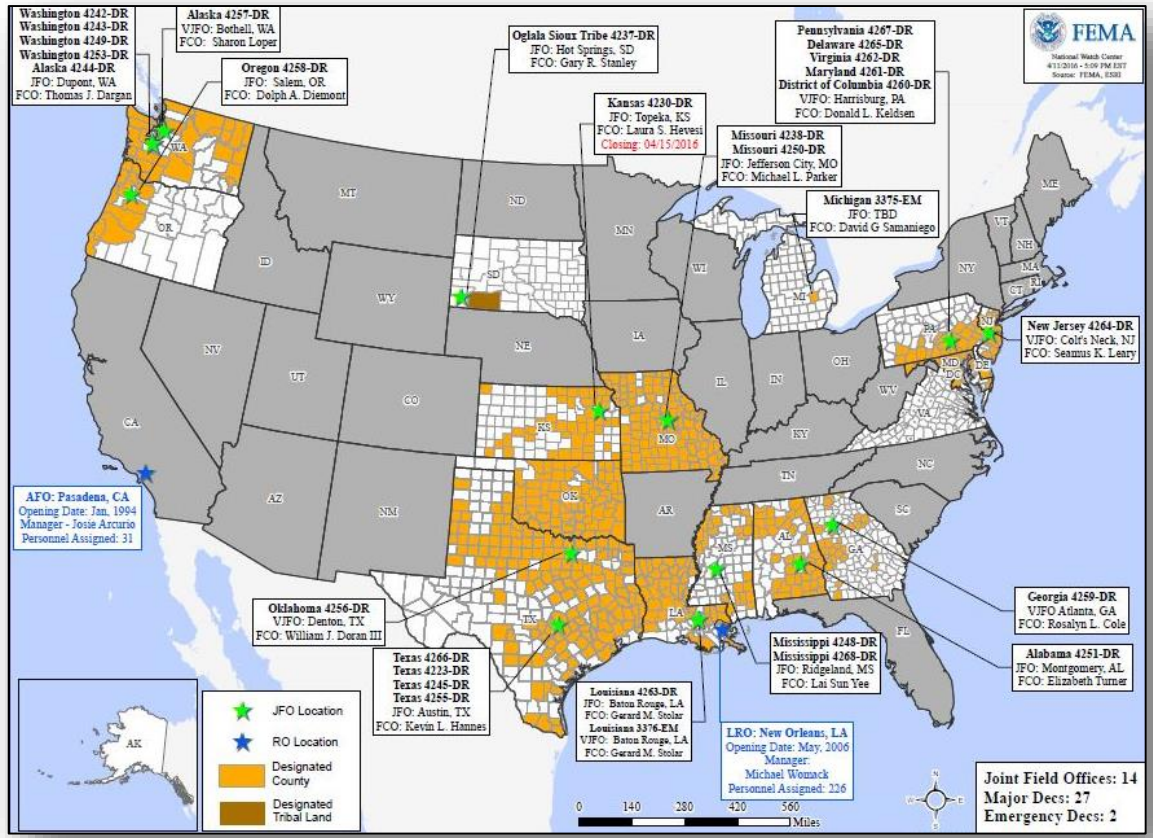 Washington 4242-DR
Washington 4243-DR
Washington 4249-DR
Washington 4253-DR
Alaska 4244-DR
JFO: Dupont, WA
FCO: Thomas J. Dargan
Alaska 4257-DR
VJFO: Bothell, WA
FCO: Sharon Loper
Oregon 4258-DR
JFO: Salem, OR
FCO: Dolph A. Diemont
Oglala Sioux Tribe 4237-DR
JFO: Hot Springs, SD
FCO: Gary R. Stanley
Kansas 4230-DR
JFO: Topeka, KS
FCO: Laura S. Hevesi
Closing: 04/15/2016
Missouri 4238-DR
Missouri 4250-DR
JFO: Jefferson City, MO
FCO: Michael L. Parker
Pennsylvania 4267-DR
Delaware 4265-DR
Virginia 4262-DR
Maryland 4261-DR
District of Columbia 4260-DR
VJFO: Harrisburg, PA
FCO: Donald L. Keldsen
Michigan 3375-EM
JFO: TBD
FCO: David G Samaniego
FEMA
National Watch Center
4/11/2016 - 5:09 PM EST
Source: FEMA, ESRI
New Jersey 4264-DR
VJFO: Colt's Neck, NJ
FCO: Seamus K. Leary
WA
OR
MT
ND
MN
ID
SD
WY
WI
MI
NY
VT
NH
ME
MA
CT
RI
NV
UT
NE
IA
PA
NJ
CA
CO
KS
MO
IL
IN
OH
WV
MD
DC
DE
VA
KY
AZ
NM
OK
AR
TN
NC
SC
TX
LA
MS
AL
GA
FL
AK
AFO: Pasadena, CA
Opening Date: Jan, 1994
Manager - Josie Arcurio
Personnel Assigned: 31
Oklahoma 4256-DR
VJFO: Denton, TX
FCO: William J. Doran III
Texas 4266-DR
Texas 4223-DR
Texas 4245-DR
Texas 4255-DR
JFO: Austin, TX
FCO: Kevin L. Hannes
Louisiana 4263-DR
JFO: Baton Rouge, LA
FCO: Gerard M. Stolar
Louisiana 3376-EM
VJFO: Baton Rouge, LA
FCO: Gerard M. Stolar
Mississippi 4248-DR
Mississippi 4268-DR
JFO: Ridgeland, MS
FCO: Lai Sun Yee
Georgia 4259-DR
VJFO Atlanta, GA
FCO: Rosalyn L. Cole
Alabama 4251-DR
JFO: Montgomery, AL
FCO: Elizabeth Turner
LRO: New Orleans, LA
Opening Date: May, 2006
Manager:
Michael Womack
Personnel Assigned: 226
JFO Location
RO Location
Designated
County
Designated
Tribal Land
0 140 280 420 560
Miles
N
W
E
S
Joint Field Offices: 14
Major Decs: 27
Emergency Decs: 2